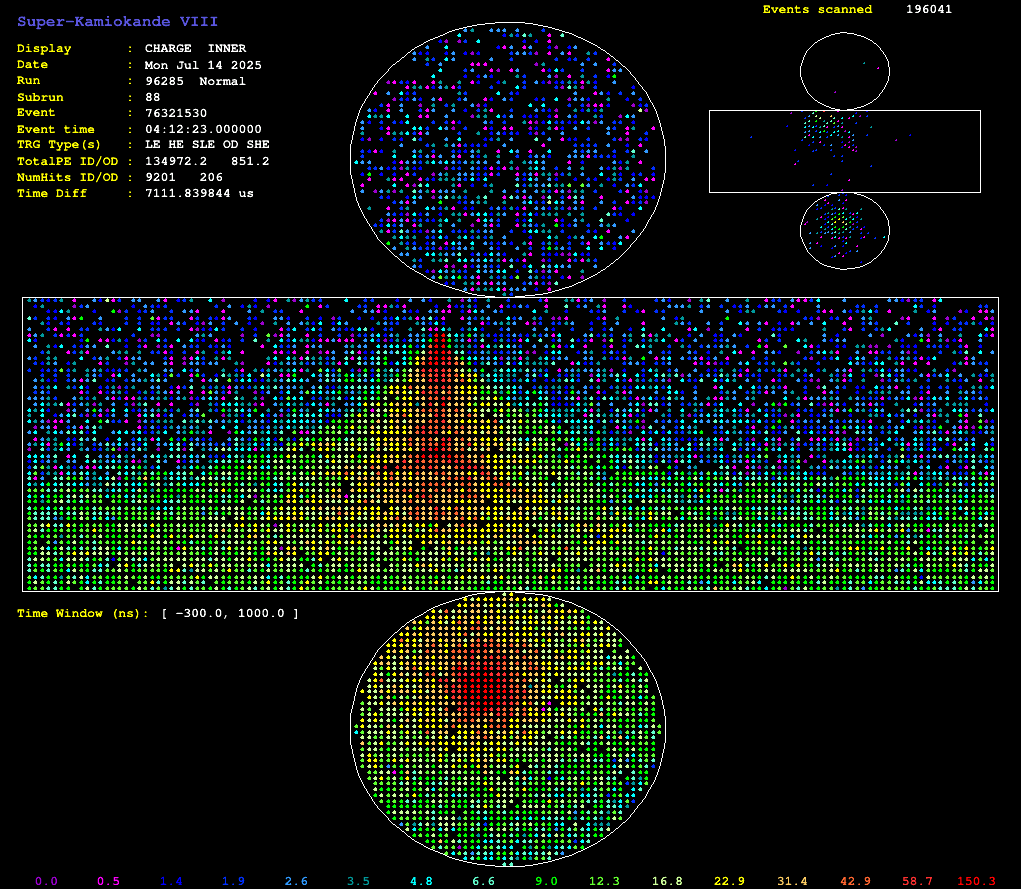 Super-Kamiokande VIII
Events scanned 196041
Display : CHARGE INNER
Date : Mon Jul 14 2025
Run : 96285 Normal
Subrun : 88
Event : 76321530
Event time : 04:12:23.000000
TRG Type(s) : LE HE SLE OD SHE
TotalPE ID/OD : 134972.2 851.2
NumHits ID/OD : 9201 206
Time Diff : 7111.839844 us
Time Window (ns): [ -300.0, 1000.0 ]
0.0 0.5 1.4 1.9 2.6 3.5 4.8 6.6 9.0 12.3 16.8 22.9 31.4 42.9 58.7 150.3